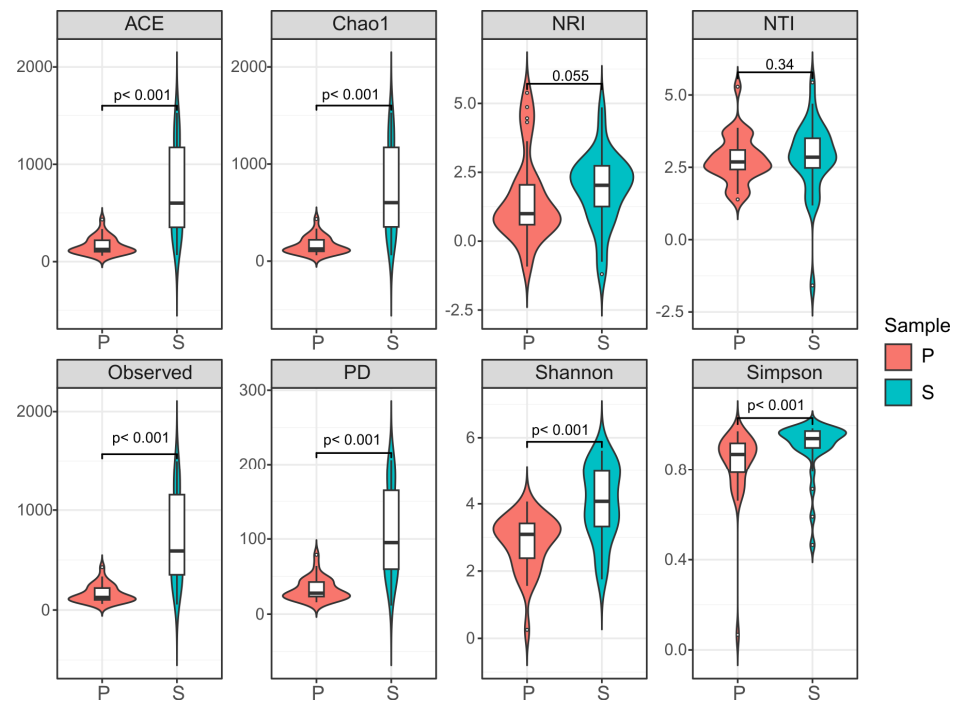 ACE
Chao1
NRI
NTI
2000
1000
0
p< 0.001
P
S
2000
1000
0
p< 0.001
P
S
5.0
2.5
0.0
-2.5
0.055
P
S
5.0
2.5
0.0
-2.5
0.34
P
S
Sample
P
S
Observed
PD
Shannon
Simpson
2000
1000
0
p< 0.001
P
S
300
200
100
0
p< 0.001
P
S
6
4
2
0
p< 0.001
P
S
0.8
0.4
0.0
p< 0.001
P
S